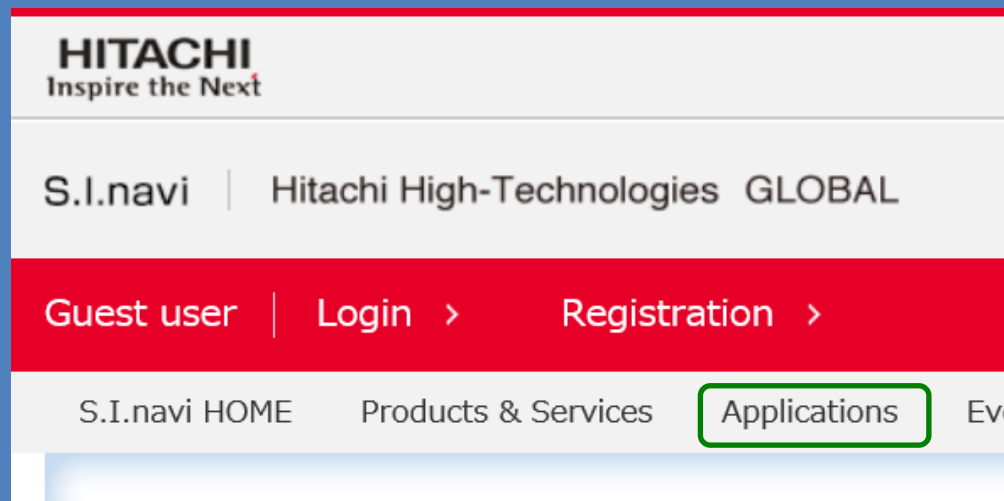 HITACHI
Inspire the Next
S.I.navi Hitachi High-Technologies GLOBAL
Guest user Login > Registration >
S.I.navi HOME Products & Services Applications